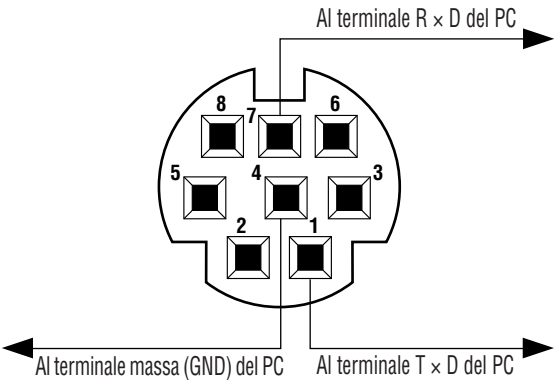 Al terminale R × D del PC
8 7 6
5 4 3
2 1
Al terminale massa (GND) del PC
Al terminale T × D del PC